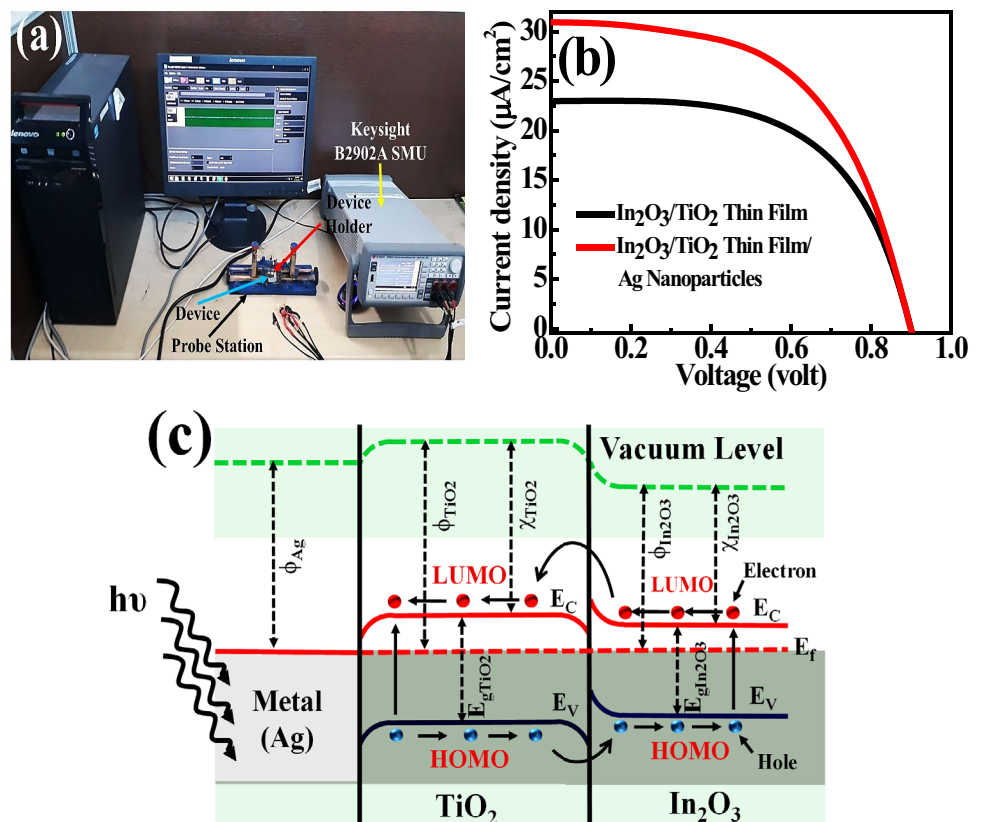 (a)
lenovo
lenovo
Keysight
B2902A SMU
Device
Holder
Device
Probe Station
(b)
Current density (μA/cm²)
30
25
20
15
10
5
0
In₂O₃/TiO₂ Thin Film
In₂O₃/TiO₂ Thin Film/
Ag Nanoparticles
0.0 0.2 0.4 0.6 0.8 1.0
Voltage (volt)
(c)
Vacuum Level
ϕAg
ϕTiO2
χTiO2
ϕIn2O3
χIn2O3
hυ
LUMO
EC
LUMO
Electron
EC
Ef
Metal
(Ag)
EgTiO2
EV
EgIn2O3
EV
HOMO
HOMO
Hole
TiO₂
In₂O₃